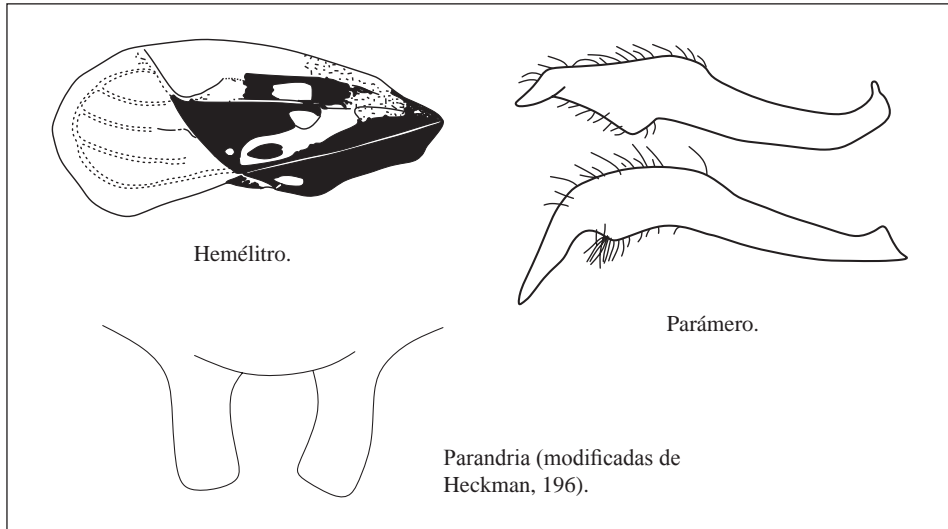 Hemélitro.
Parámero.
Parandria (modificadas de
Heckman, 196).